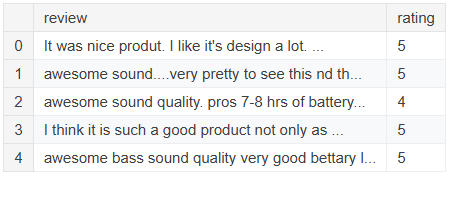 review rating
0 It was nice produt. I like it's design a lot. ... 5
1 awesome sound....very pretty to see this nd th... 5
2 awesome sound quality. pros 7-8 hrs of battery... 4
3 I think it is such a good product not only as ... 5
4 awesome bass sound quality very good bettary l... 5